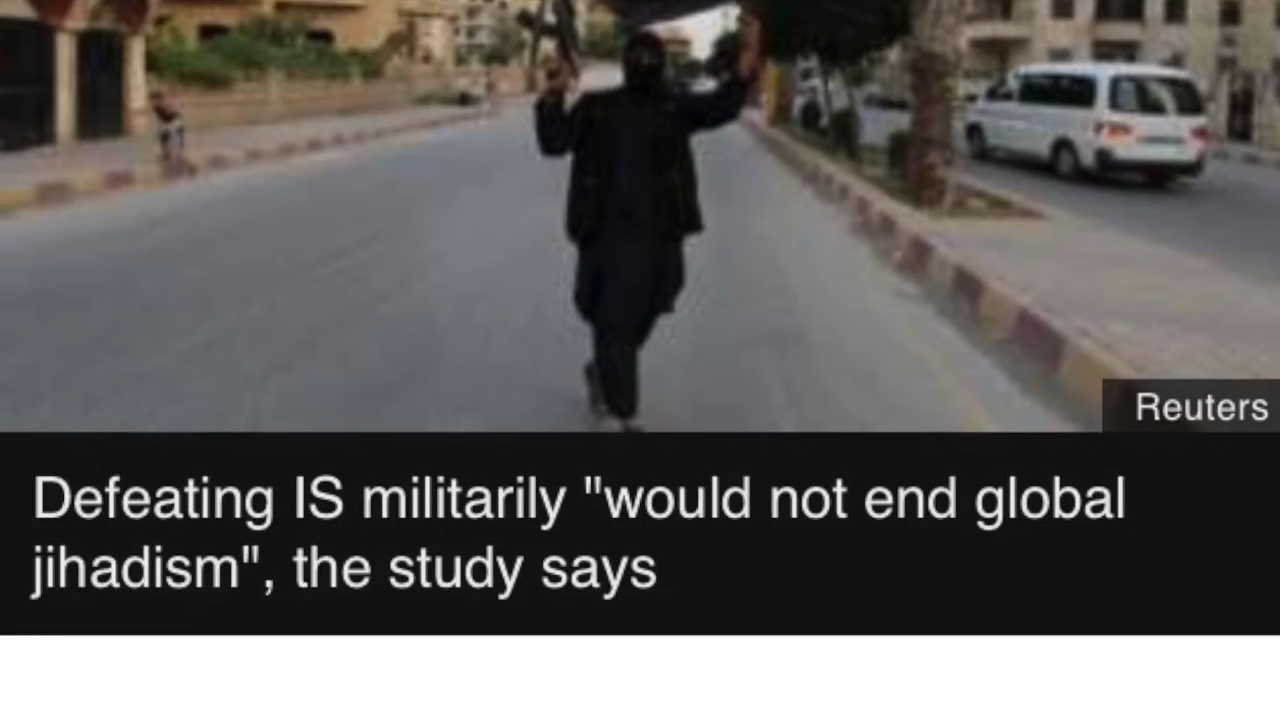 Reuters
Defeating IS militarily "would not end global
jihadism", the study says